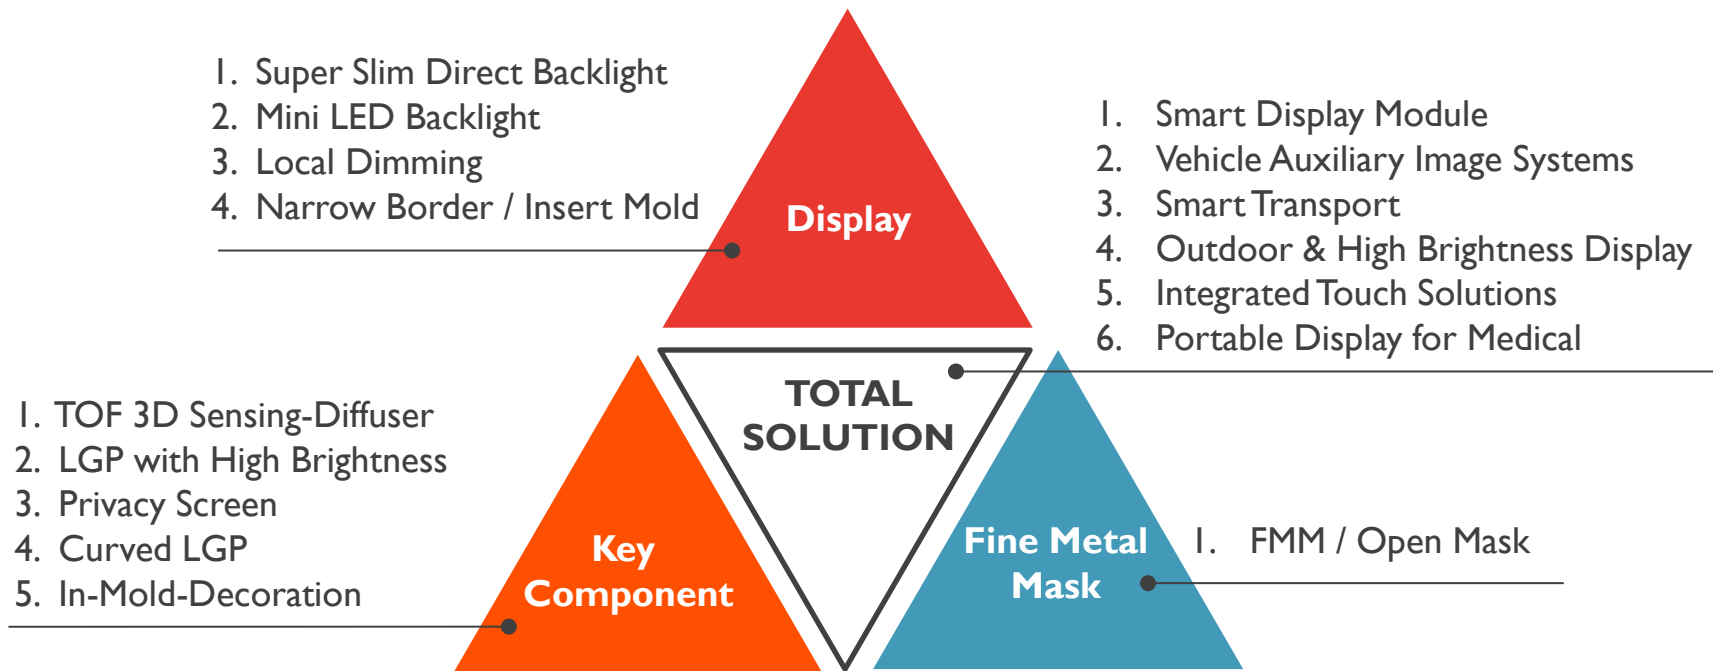 1. Super Slim Direct Backlight
2. Mini LED Backlight
3. Local Dimming
4. Narrow Border / Insert Mold
Display
1. Smart Display Module
2. Vehicle Auxiliary Image Systems
3. Smart Transport
4. Outdoor & High Brightness Display
5. Integrated Touch Solutions
6. Portable Display for Medical
TOTAL
SOLUTION
1. TOF 3D Sensing-Diffuser
2. LGP with High Brightness
3. Privacy Screen
4. Curved LGP
5. In-Mold-Decoration
Key
Component
Fine Metal
Mask
1. FMM / Open Mask